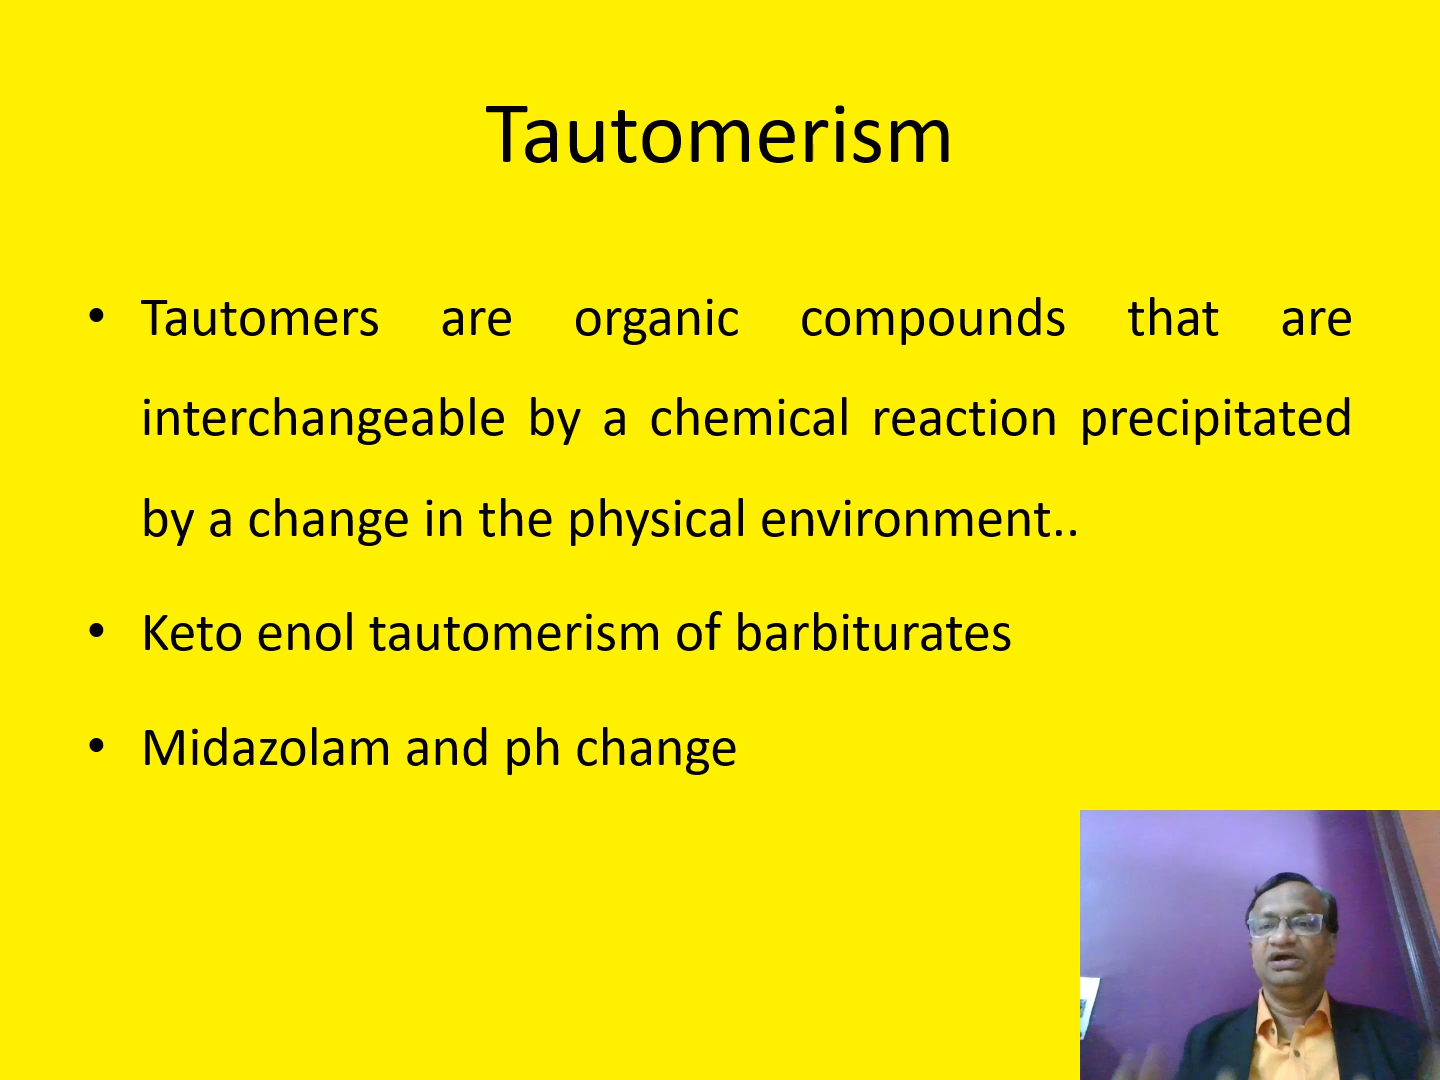 Tautomerism
• Tautomers are organic compounds that are
interchangeable by a chemical reaction precipitated
by a change in the physical environment..
• Keto enol tautomerism of barbiturates
• Midazolam and ph change